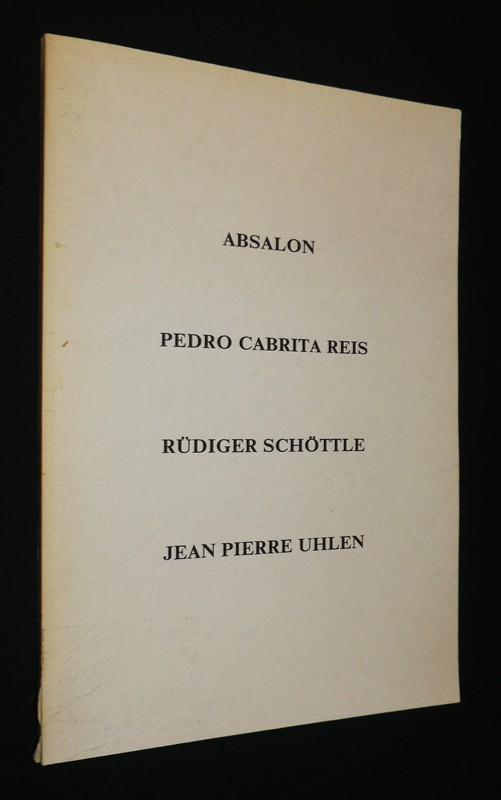 ABSALON
PEDRO CABRITA REIS
RÜDIGER SCHÖTTLE
JEAN PIERRE UHLEN